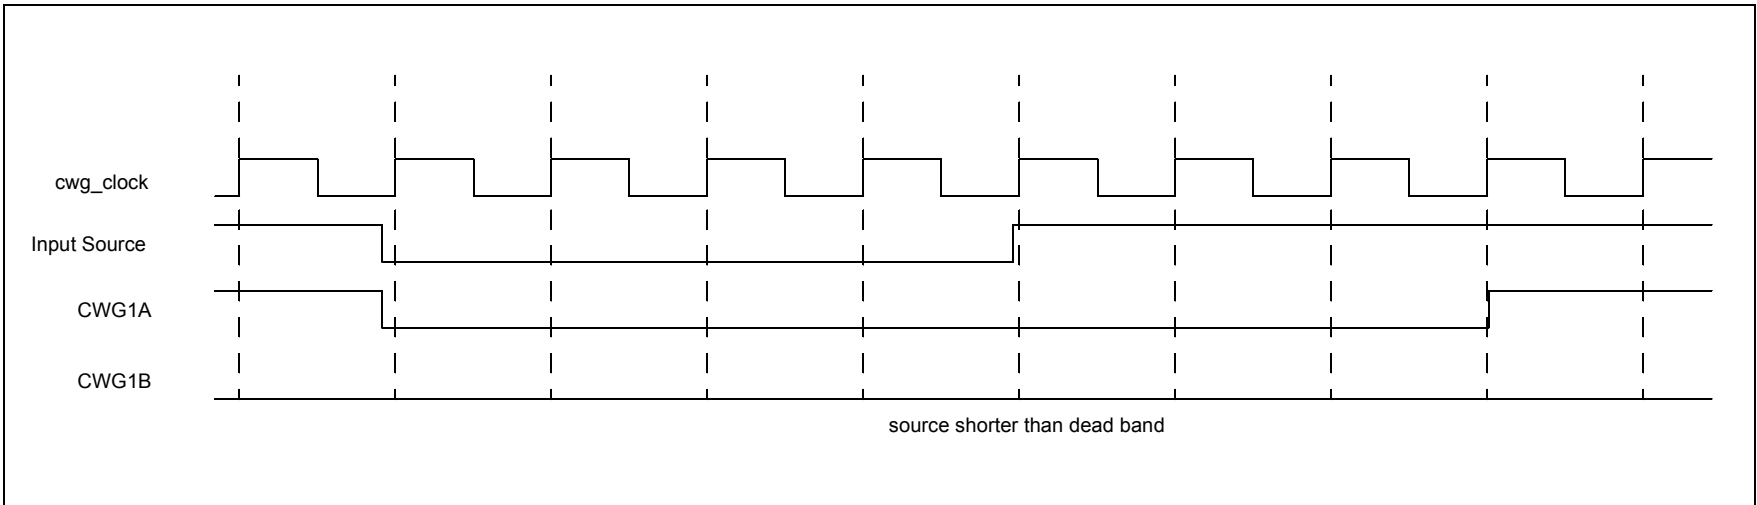 cwg_clock
Input Source
CWG1A
CWG1B
source shorter than dead band